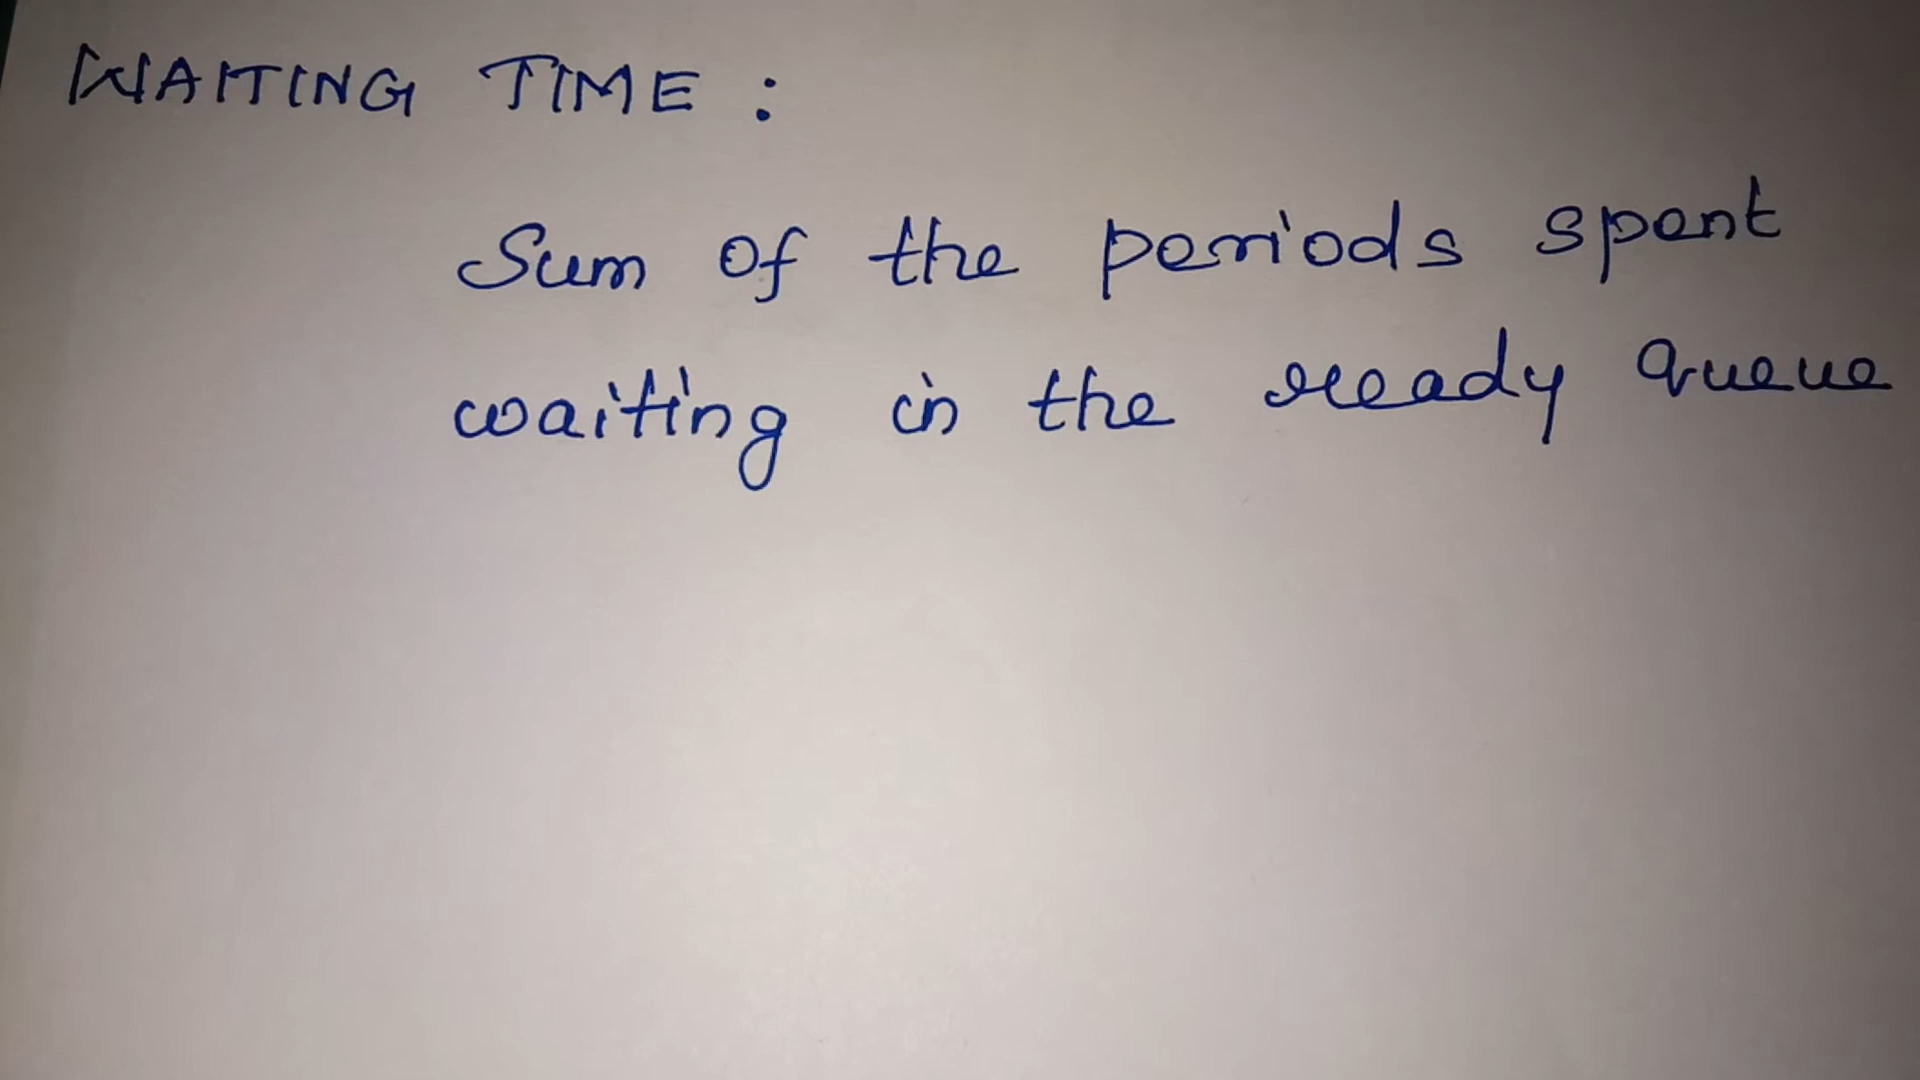 WAITING TIME :
Sum of the periods spent
waiting in the ready queue